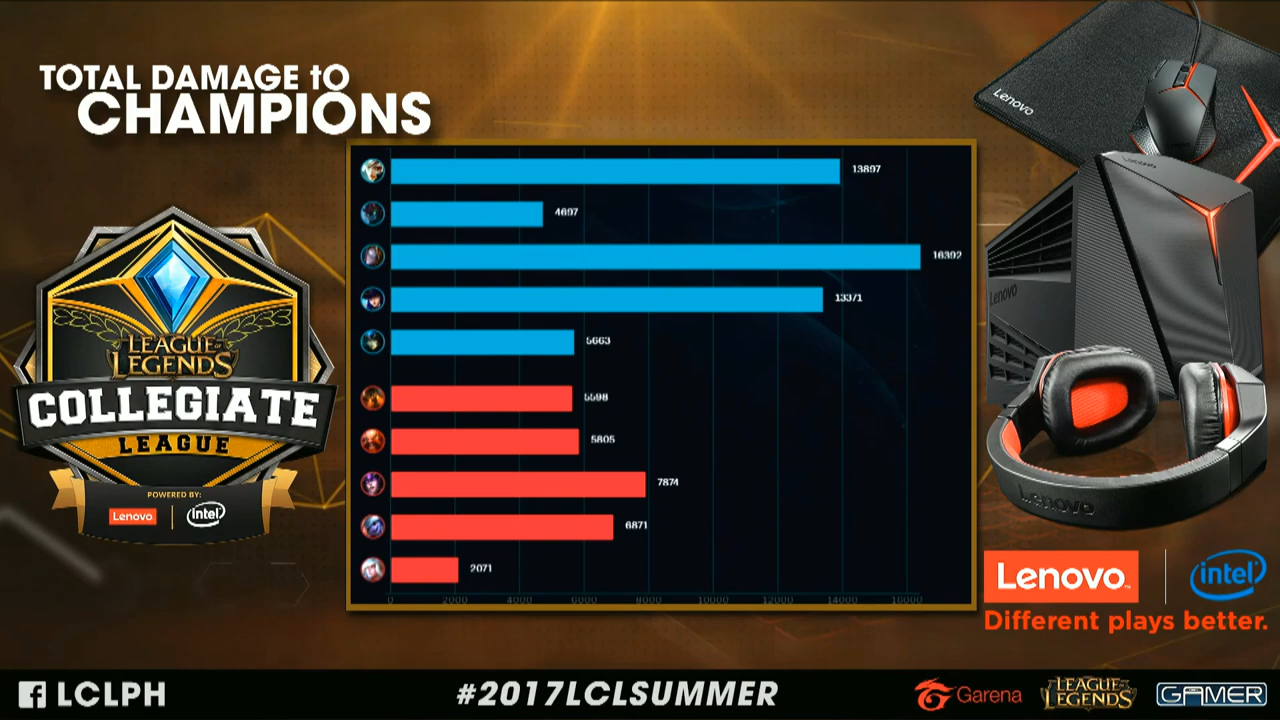 TOTAL DAMAGE tO
CHAMPIONS
13897
4697
16392
13371
5663
5598
5805
7874
6871
2071
0 2000 4000 6000 8000 10000 12000 14000 16000
LEAGUE OF
LEGENDS
COLLEGIATE
LEAGUE
POWERED BY:
Lenovo intel
Lenovo
Lenovo
Lenovo
Lenovo
Lenovo™ intel
Different plays better.
LCLPH
#2017LCLSUMMER
Garena
LEAGUE OF
LEGENDS
GAMER